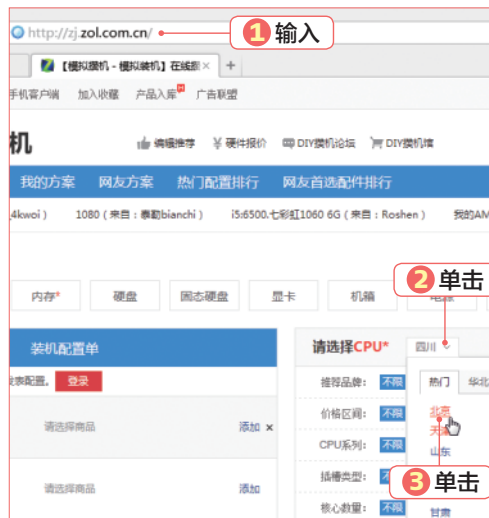 http://zj.zol.com.cn/
1 输入
【模拟攒机 - 模拟装机】在线
手机客户端 加入收藏 产品入库 广告联盟
机 编辑推荐 ¥ 硬件报价 DIY攒机论坛 DIY攒机馆
我的方案 网友方案 热门配置排行 网友首选配件排行
4kwoi ) 1080 ( 来自 : 泰勒bianchi ) i5:6500.七彩虹1060 6G ( 来自 : Roshen ) 我的AM
2 单击
内存* 硬盘 固态硬盘 显卡 机箱
装机配置单
请选择CPU* 四川
配置。 登录
推荐品牌: 不限 热门 华北
价格区间: 不限 北京
请选择商品 添加 ×
天津
CPU系列: 不限 山东
插槽类型:
3 单击
请选择商品 添加
核心数量: 不限 甘肃